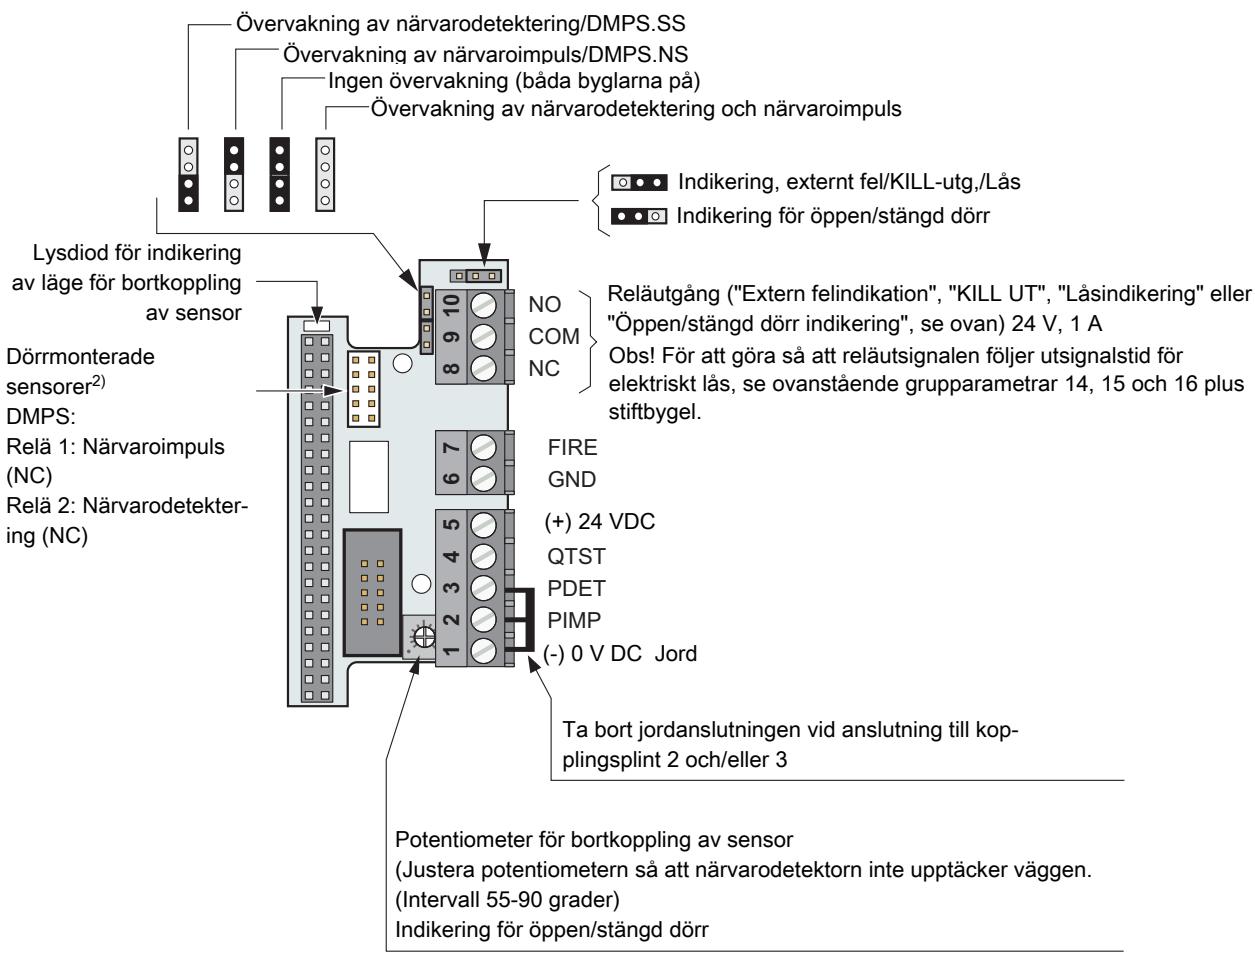 Övervakning av närvarodetektering/DMPS.SS
Övervakning av närvaroimpuls/DMPS.NS
Ingen övervakning (båda byglarna på)
Övervakning av närvarodetektering och närvaroimpuls
Indikering, externt fel/KILL-utg,/Lås
Indikering för öppen/stängd dörr
Lysdiod för indikering
av läge för bortkoppling
av sensor
Dörrmonterade
sensorer2)
DMPS:
Relä 1: Närvaroimpuls
(NC)
Relä 2: Närvarodetekter-
ing (NC)
10 NO
9 COM
8 NC
Reläutgång ("Extern felindikation", "KILL UT", "Låsindikering" eller
"Öppen/stängd dörr indikering", se ovan) 24 V, 1 A
Obs! För att göra så att reläutsignalen följer utsignalstid för
elektriskt lås, se ovanstående grupparametrar 14, 15 och 16 plus
stiftbygel.
7 FIRE
6 GND
5 (+) 24 VDC
4 QTST
3 PDET
2 PIMP
1 (-) 0 V DC Jord
Ta bort jordanslutningen vid anslutning till kop-
plingsplint 2 och/eller 3
Potentiometer för bortkoppling av sensor
(Justera potentiometern så att närvarodetektorn inte upptäcker väggen.
(Intervall 55-90 grader)
Indikering för öppen/stängd dörr